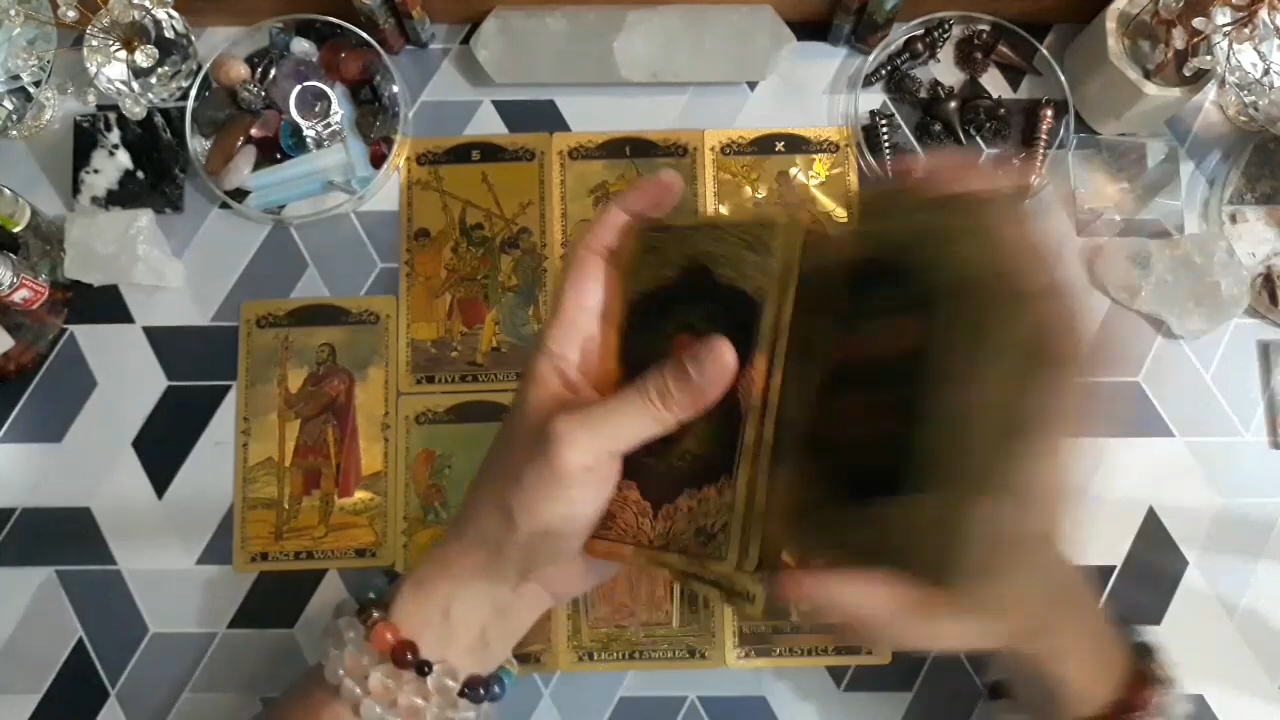 5
I
X
FIVE of WANDS
PAGE of WANDS
EIGHT of SWORDS
JUSTICE